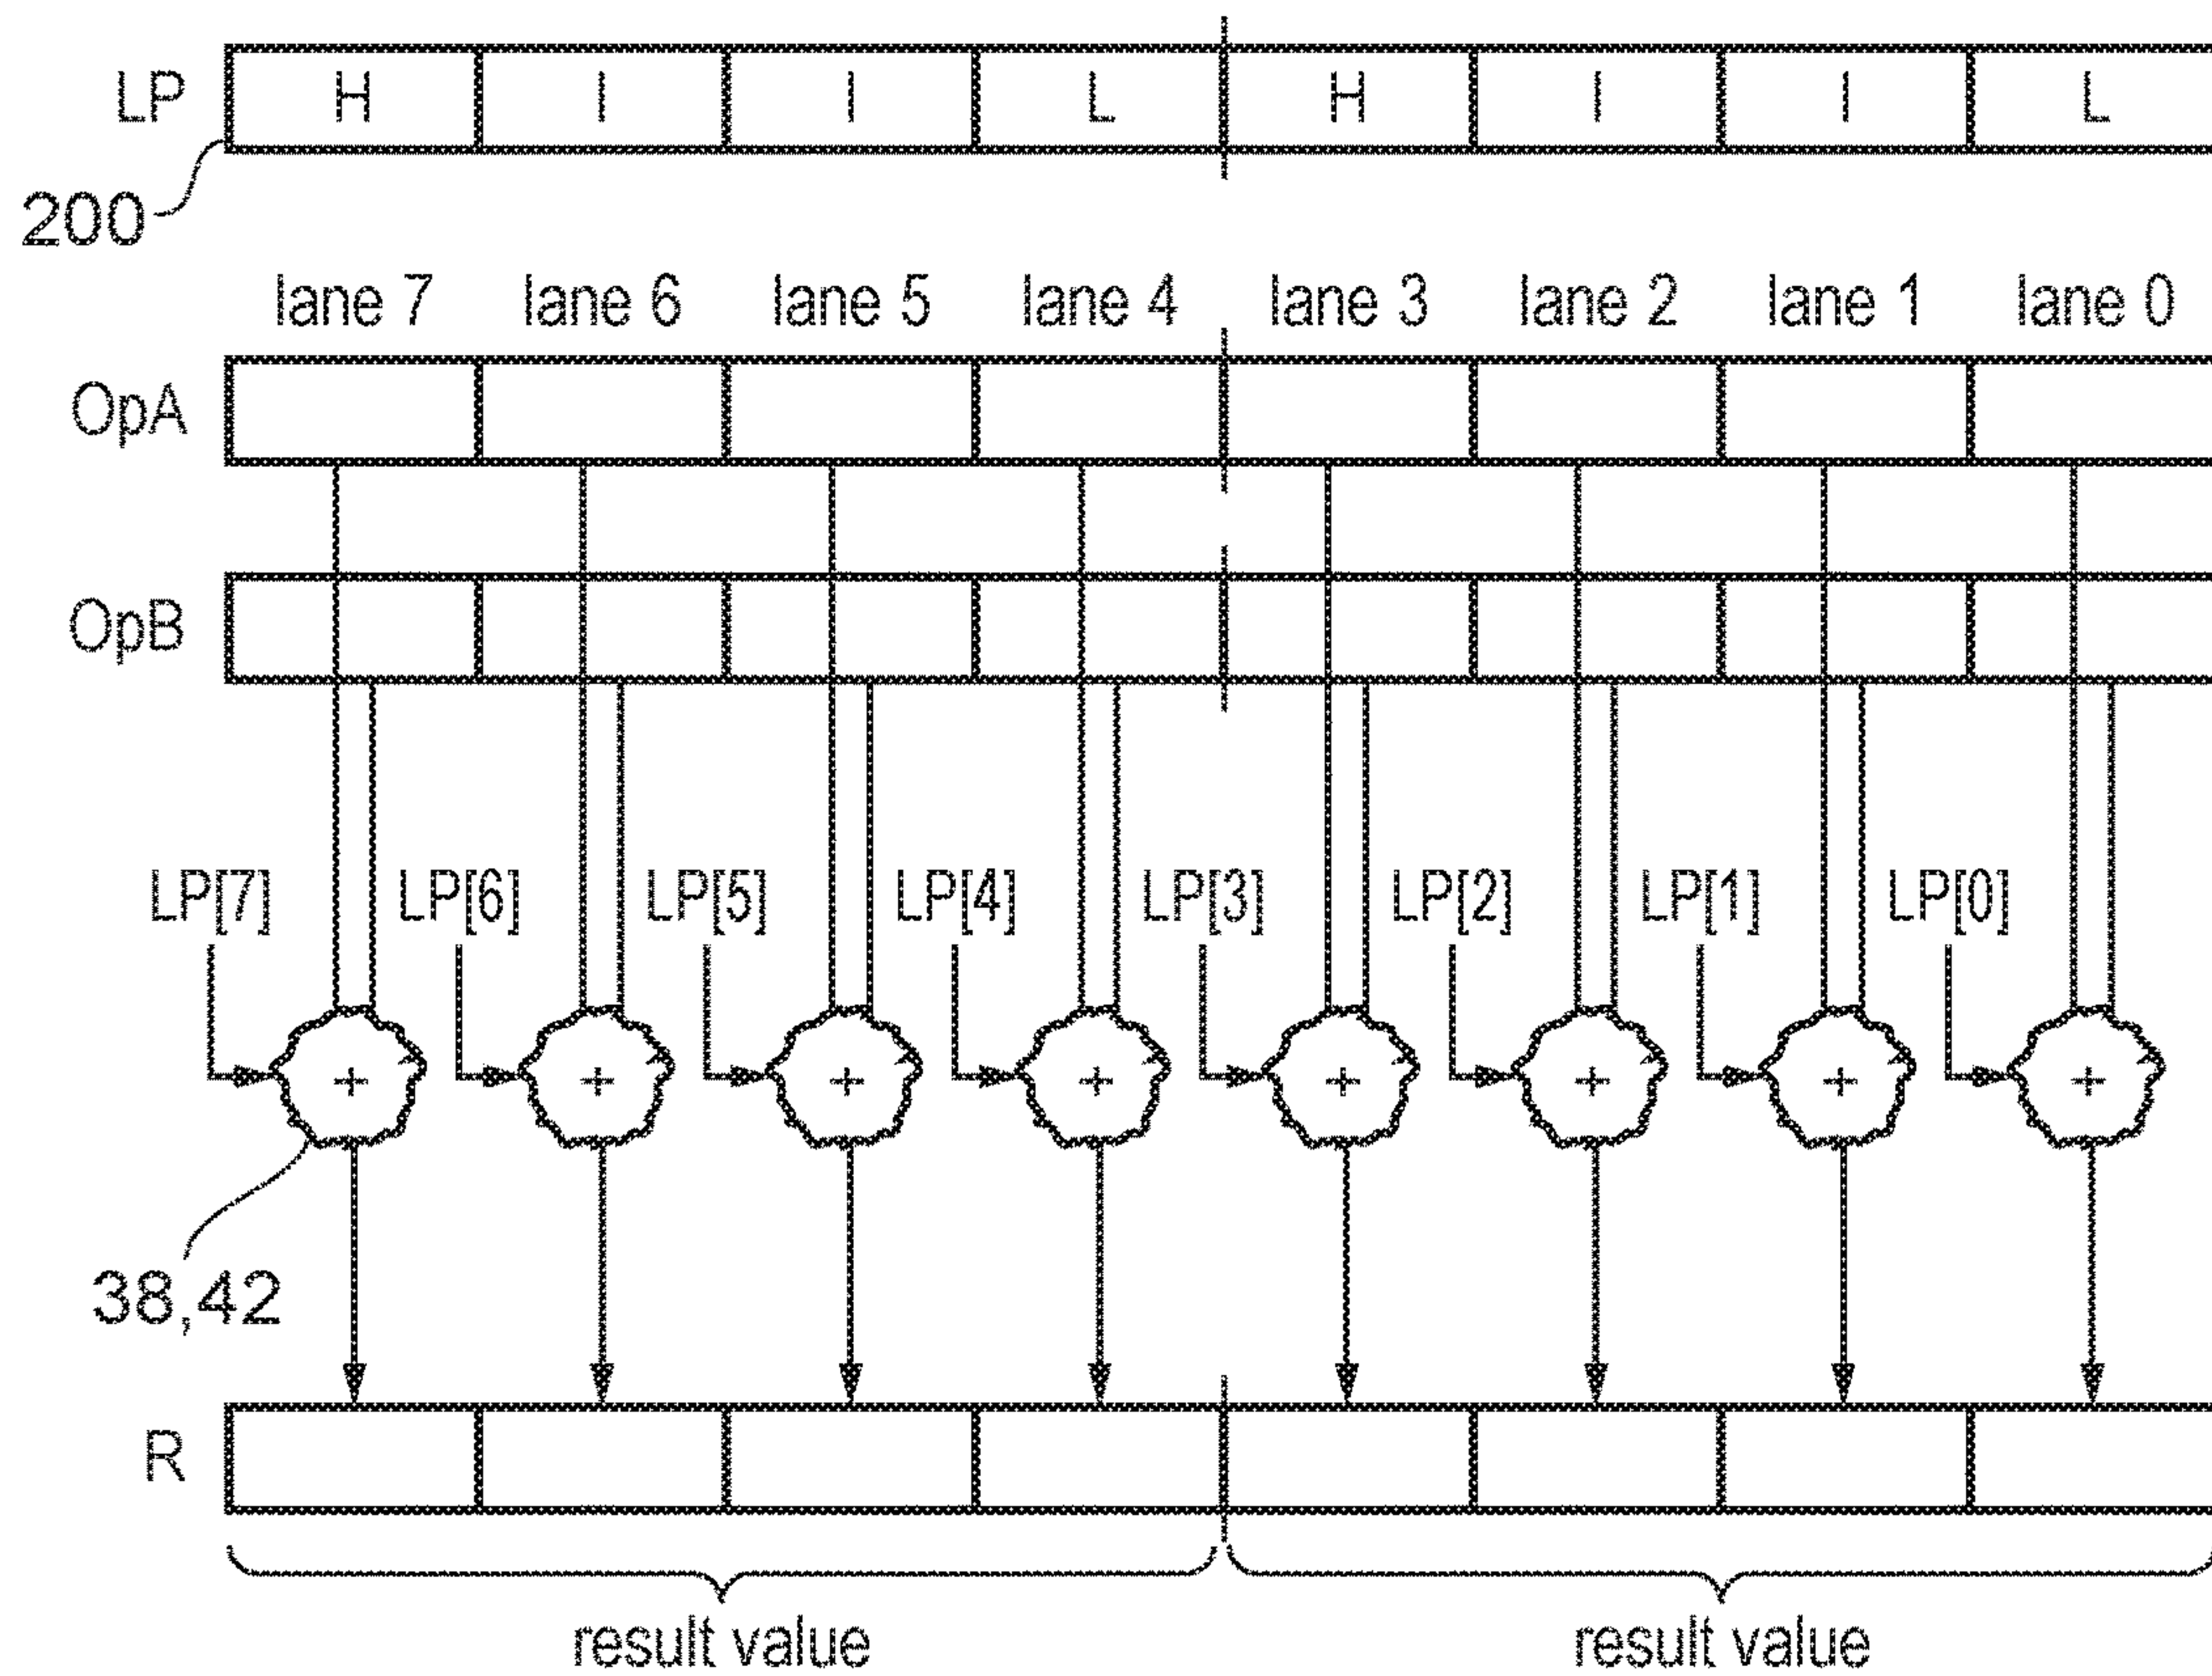 LP H I I L H I I L
200
lane 7 lane 6 lane 5 lane 4 lane 3 lane 2 lane 1 lane 0
OpA
OpB
LP[7] LP[6] LP[5] LP[4] LP[3] LP[2] LP[1] LP[0]
+ + + + + + + +
38,42
R
result value result value